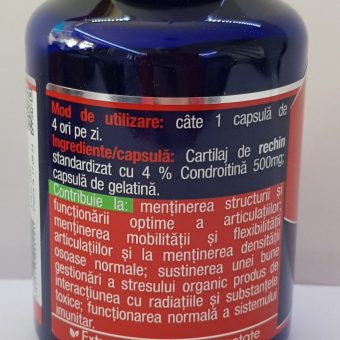 Mod de utilizare: câte 1 capsulă de
4 ori pe zi.
Ingrediente/capsulă: Cartilaj de rechin
standardizat cu 4 % Condroitină 500mg;
capsulă de gelatină.
Contribuie la: menținerea structurii și
funcționării optime a articulațiilor;
menținerea mobilității și flexibilității
articulațiilor și la menținerea densității
osoase normale; sustinerea unei bune
gestionări a stresului organic produs de
interacțiunea cu radiațiile și substanțele
toxice; funcționarea normală a sistemului
imunitar.